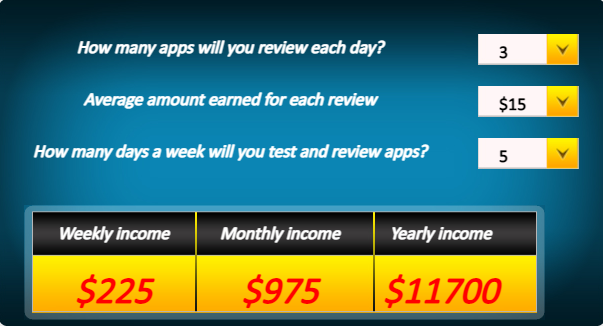 How many apps will you review each day? 3
Average amount earned for each review $15
How many days a week will you test and review apps? 5
Weekly income Monthly income Yearly income
$225 $975 $11700